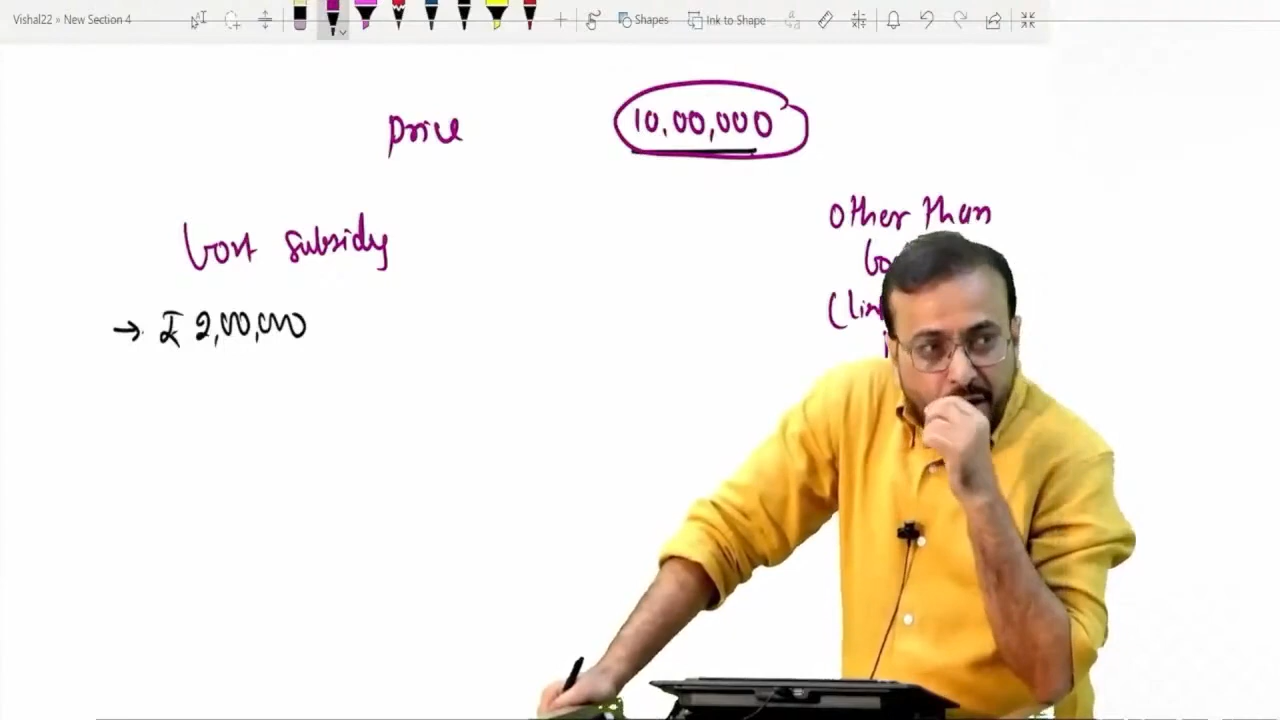 Vishal22 » New Section 4
Shapes
Ink to Shape
Price 10,00,000
Govt subsidy
Other than
→ ₹ 2,00,000